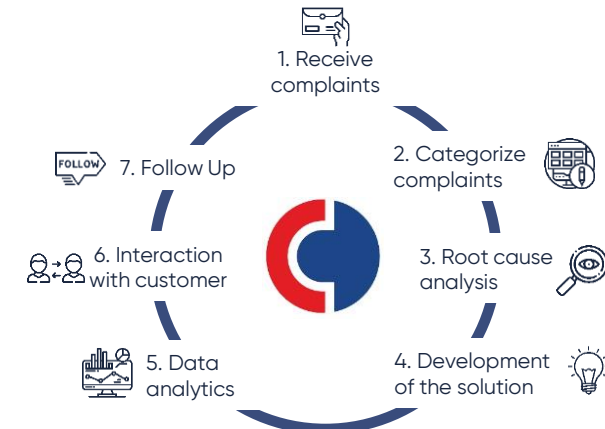 1. Receive
complaints
2. Categorize
complaints
3. Root cause
analysis
4. Development
of the solution
5. Data
analytics
6. Interaction
with customer
FOLLOW
7. Follow Up